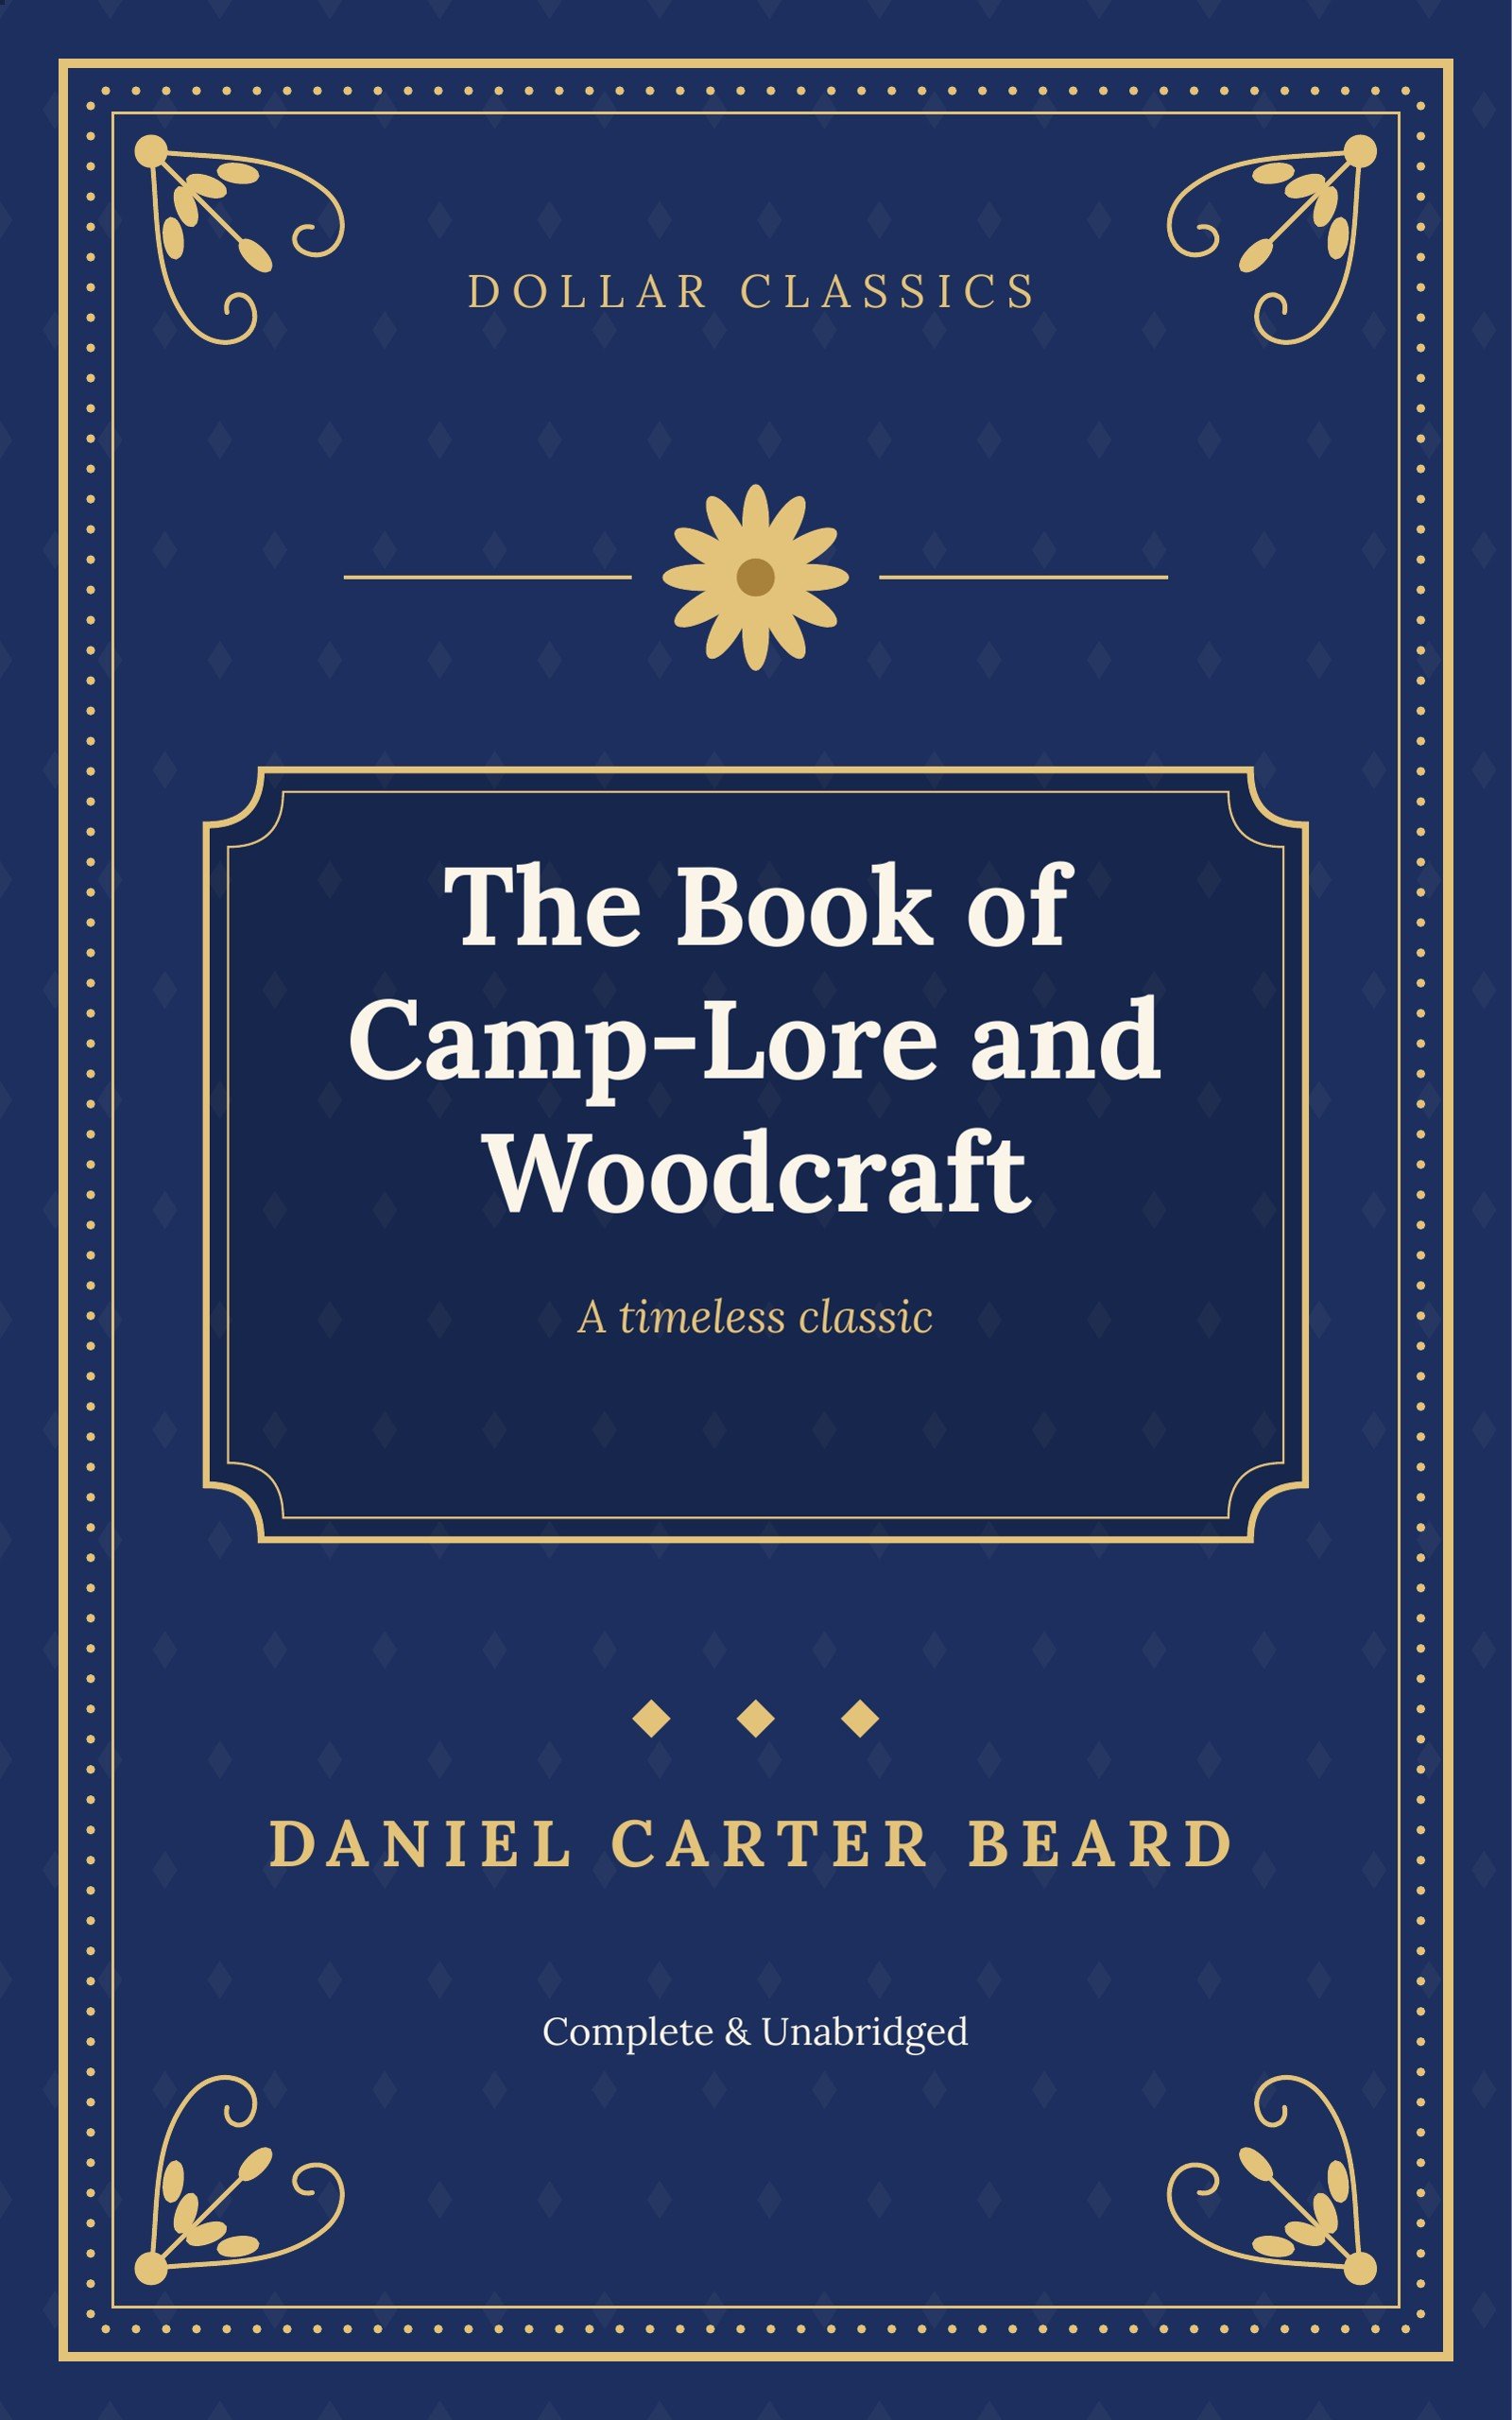 DOLLAR CLASSICS
The Book of
Camp-Lore and
Woodcraft
A timeless classic
DANIEL CARTER BEARD
Complete & Unabridged